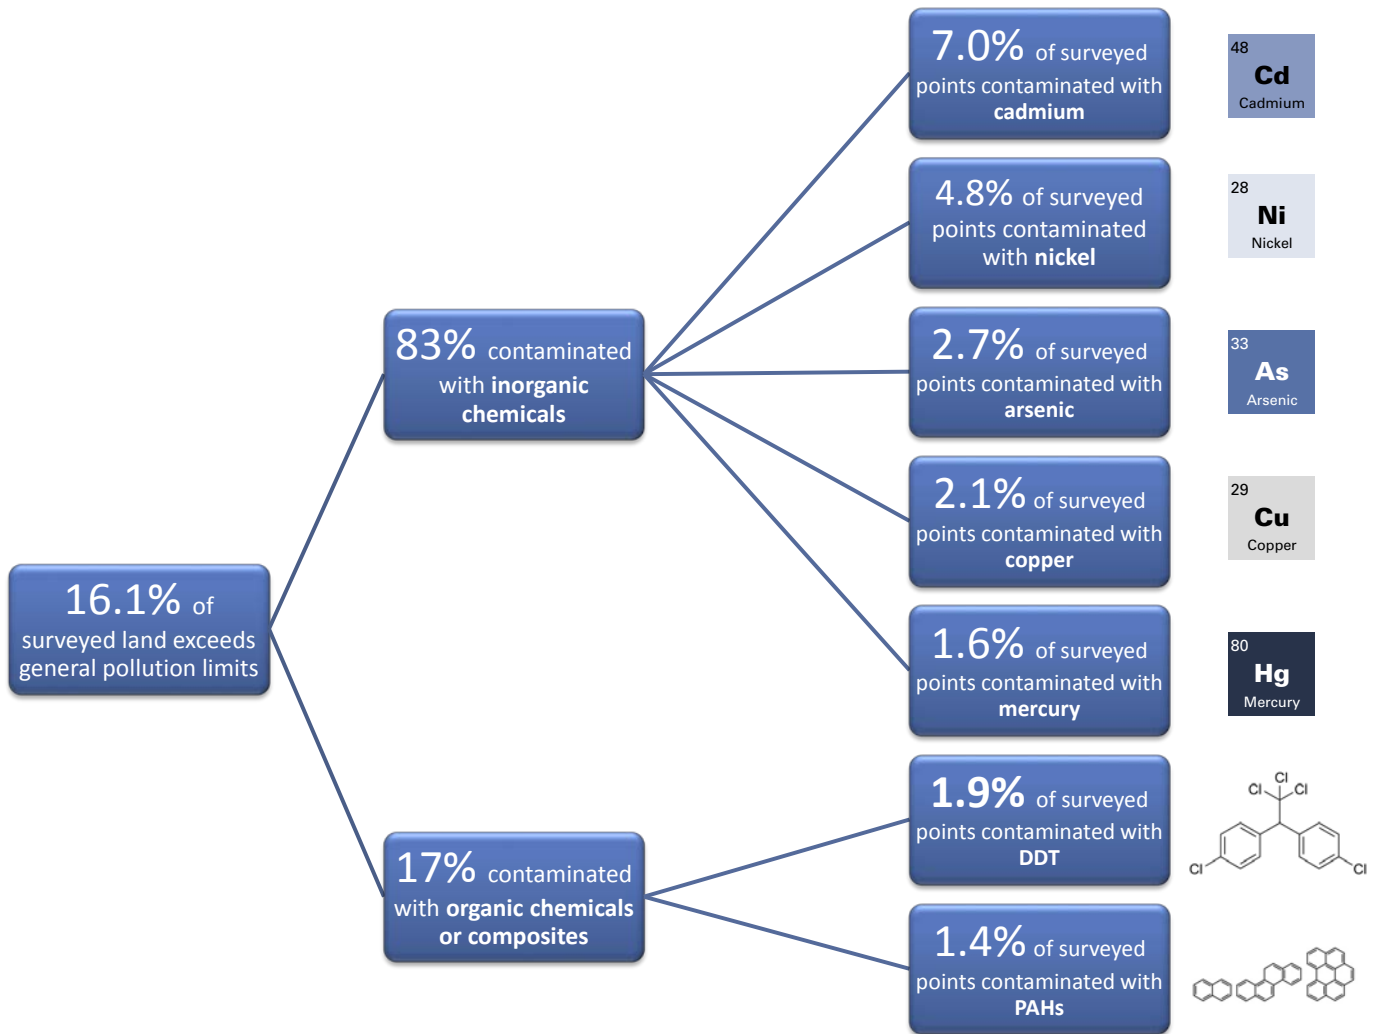 16.1% of
surveyed land exceeds
general pollution limits
83% contaminated
with inorganic
chemicals
17% contaminated
with organic chemicals
or composites
7.0% of surveyed
points contaminated with
cadmium
48
Cd
Cadmium
4.8% of surveyed
points contaminated
with nickel
28
Ni
Nickel
2.7% of surveyed
points contaminated with
arsenic
33
As
Arsenic
2.1% of surveyed
points contaminated with
copper
29
Cu
Copper
1.6% of surveyed
points contaminated with
mercury
80
Hg
Mercury
1.9% of surveyed
points contaminated with
DDT
Cl
Cl Cl
Cl Cl
1.4% of surveyed
points contaminated with
PAHs